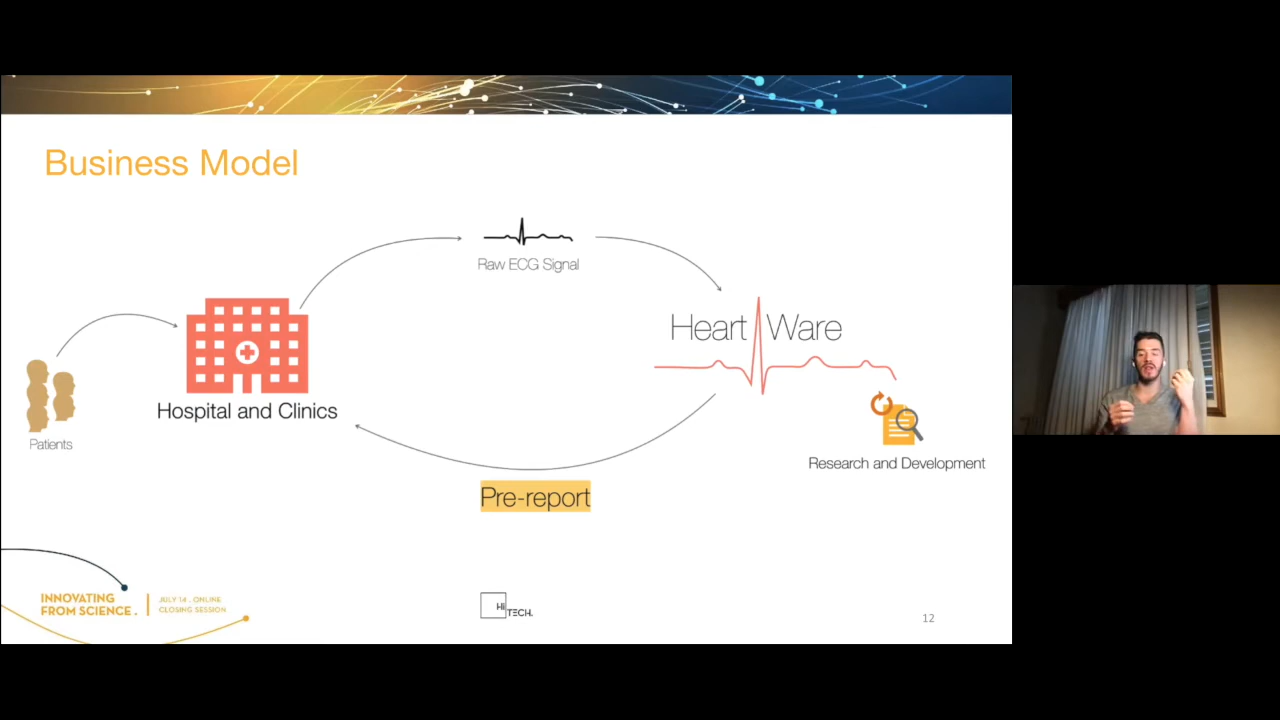 Business Model
Raw ECG Signal
Heart Ware
Hospital and Clinics
Patients
Research and Development
Pre-report
INNOVATING
FROM SCIENCE .
JULY 14 . ONLINE
CLOSING SESSION
Hi
TECH.
12